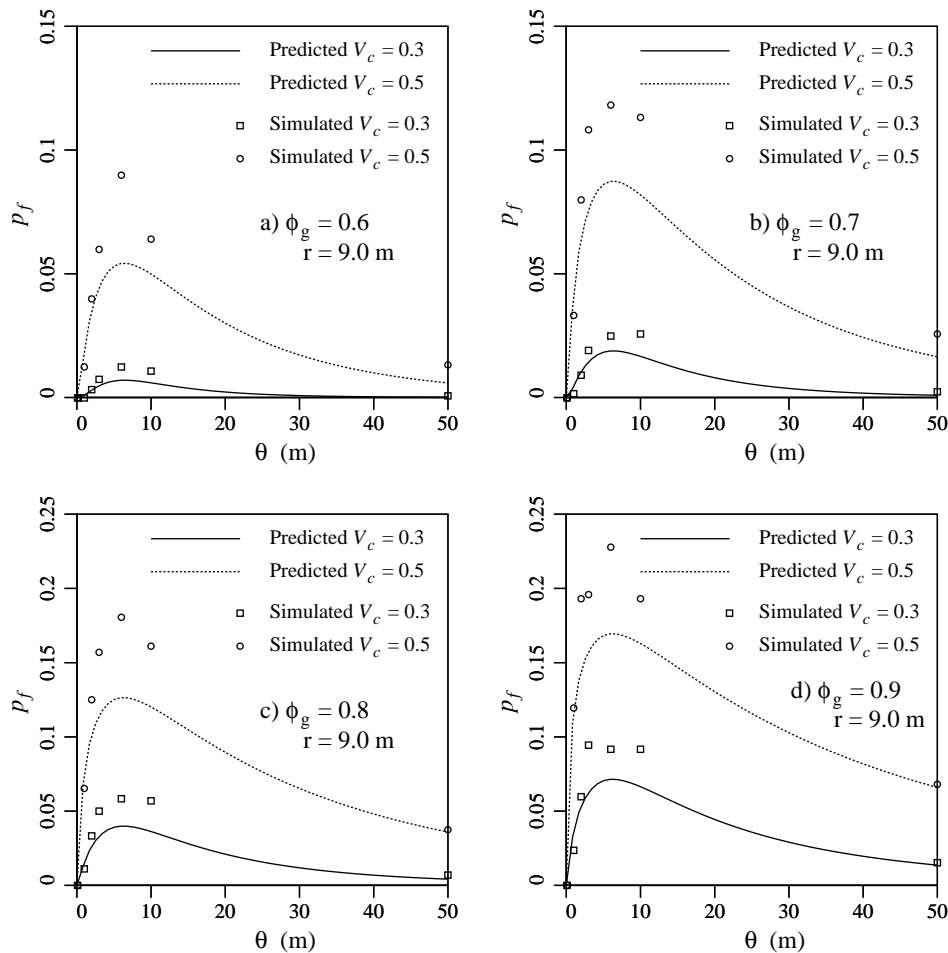 Predicted V_c = 0.3
Predicted V_c = 0.5
Simulated V_c = 0.3
Simulated V_c = 0.5
a) ϕ_g = 0.6
r = 9.0 m
p_f
0 0.05 0.1 0.15
0 10 20 30 40 50
θ (m)
Predicted V_c = 0.3
Predicted V_c = 0.5
Simulated V_c = 0.3
Simulated V_c = 0.5
b) ϕ_g = 0.7
r = 9.0 m
p_f
0 0.05 0.1 0.15
0 10 20 30 40 50
θ (m)
Predicted V_c = 0.3
Predicted V_c = 0.5
Simulated V_c = 0.3
Simulated V_c = 0.5
c) ϕ_g = 0.8
r = 9.0 m
p_f
0 0.05 0.1 0.15 0.2 0.25
0 10 20 30 40 50
θ (m)
Predicted V_c = 0.3
Predicted V_c = 0.5
Simulated V_c = 0.3
Simulated V_c = 0.5
d) ϕ_g = 0.9
r = 9.0 m
p_f
0 0.05 0.1 0.15 0.2 0.25
0 10 20 30 40 50
θ (m)